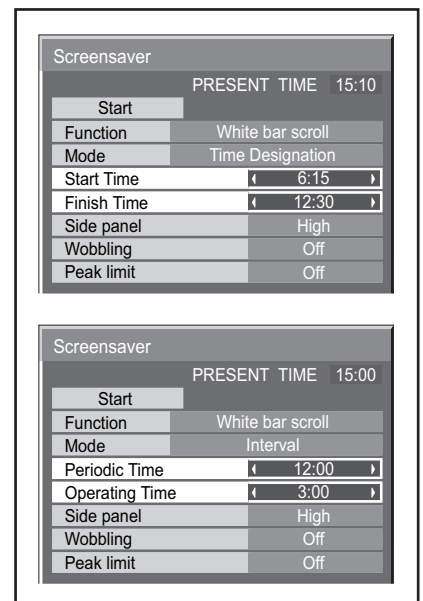 Screensaver
PRESENT TIME 15:10
Start
Function White bar scroll
Mode Time Designation
Start Time 6:15
Finish Time 12:30
Side panel High
Wobbling Off
Peak limit Off
Screensaver
PRESENT TIME 15:00
Start
Function White bar scroll
Mode Interval
Periodic Time 12:00
Operating Time 3:00
Side panel High
Wobbling Off
Peak limit Off